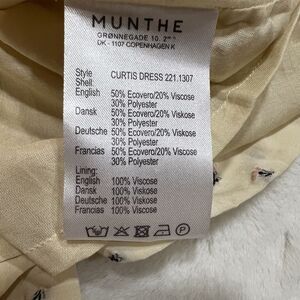 MUNTHE
GRØNNEGADE 10, 2nd
DK - 1107 COPENHAGEN K
Style CURTIS DRESS 221.1307
Shell:
English 50% Ecovero/20% Viscose
30% Polyester
Dansk 50% Ecovero/20% Viskose
30% Polyester
Deutsche 50% Ecovero/20% Viskose
30% Polyester
Francias 50% Ecovero/20% Viscose
30% Polyester
Lining:
English 100% Viscose
Dansk 100% Viskose
Deutsche 100% Viskose
Francias 100% Viscose
P